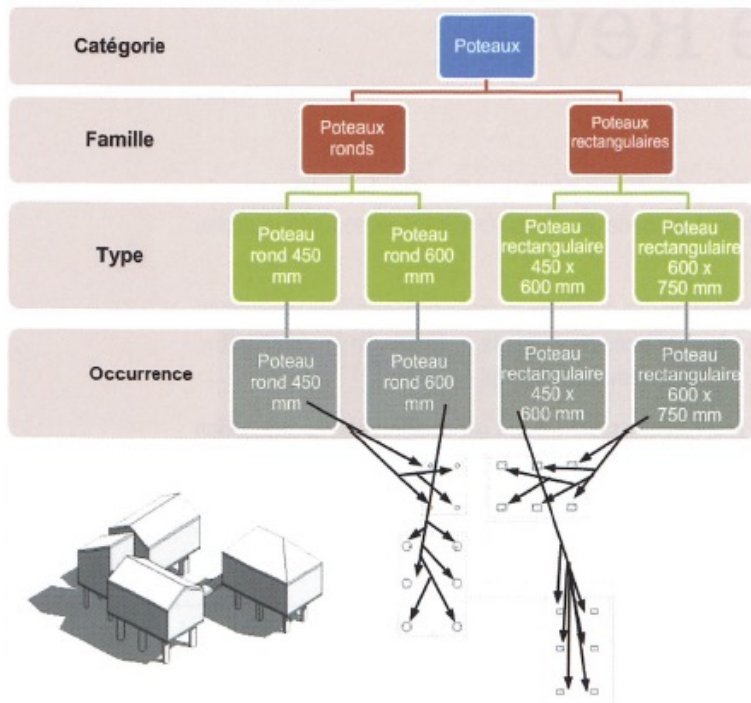 Catégorie
Poteaux
Famille
Poteaux
ronds
Poteaux
rectangulaires
Type
Poteau
rond 450
mm
Poteau
rond 600
mm
Poteau
rectangulaire
450 x
600 mm
Poteau
rectangulaire
600 x
750 mm
Occurrence
Poteau
rond 450
mm
Poteau
rond 600
mm
Poteau
rectangulaire
450 x
600 mm
Poteau
rectangulaire
600 x
750 mm